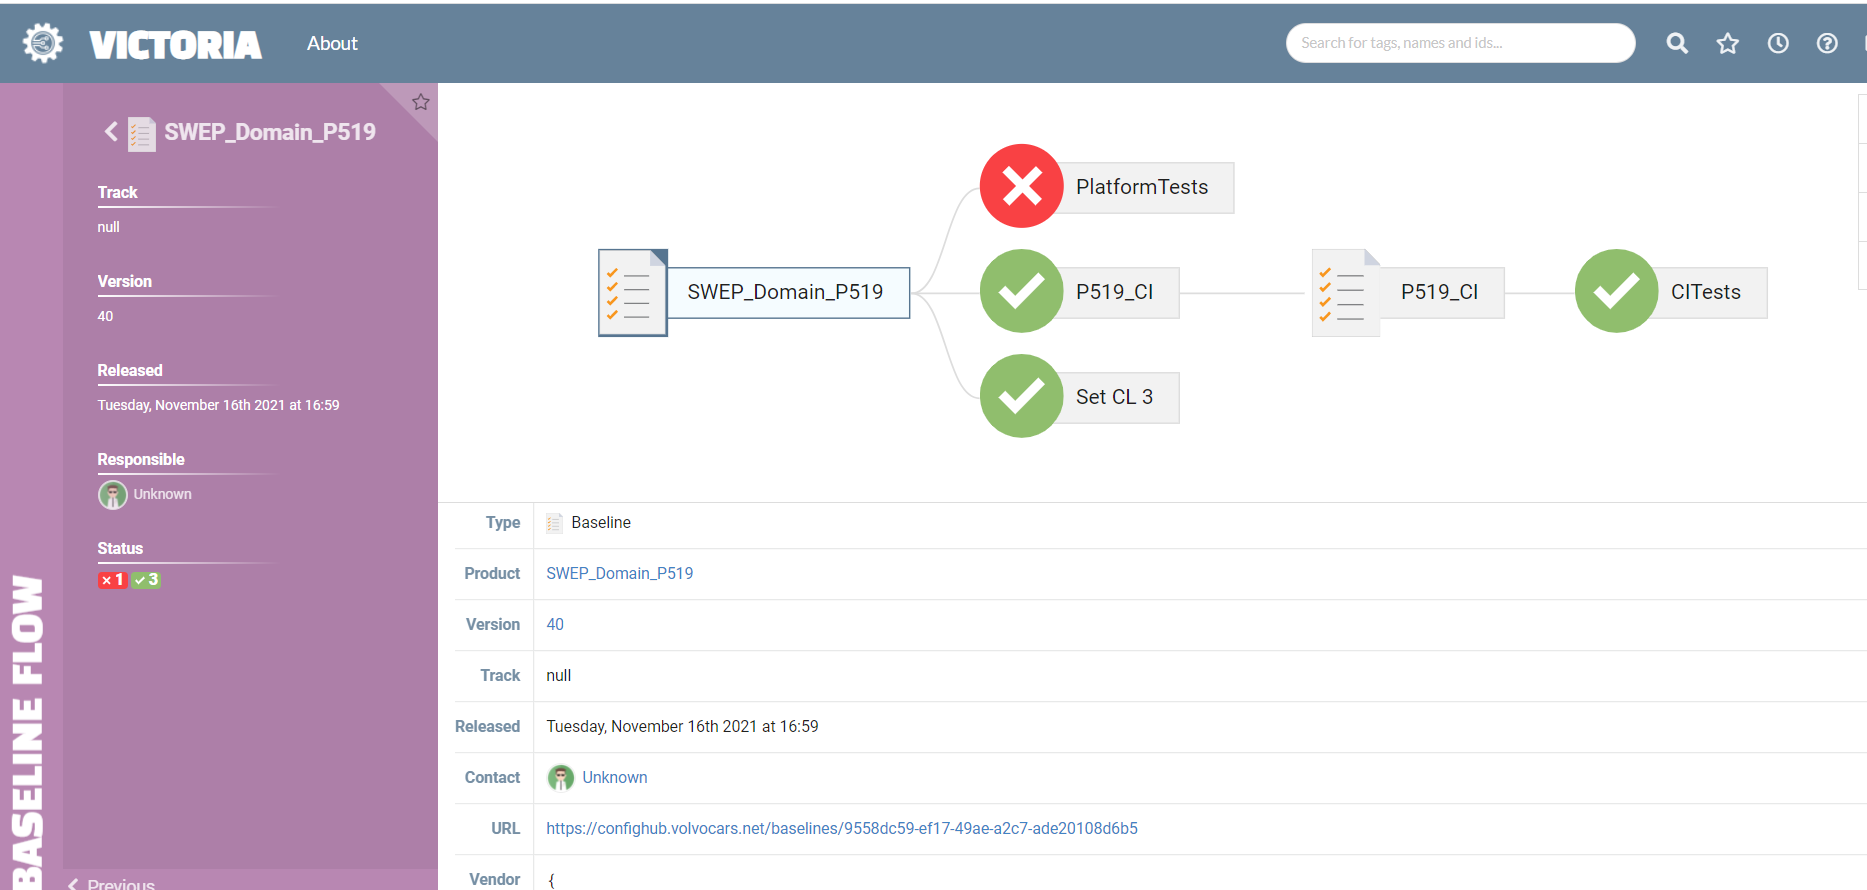 VICTORIA
About
Search for tags, names and ids...
BASELINE FLOW
SWEP_Domain_P519
Track
null
Version
40
Released
Tuesday, November 16th 2021 at 16:59
Responsible
Unknown
Status
1 3
Previous
SWEP_Domain_P519
PlatformTests
P519_CI
Set CL 3
P519_CI
CITests
Type Baseline
Product SWEP_Domain_P519
Version 40
Track null
Released Tuesday, November 16th 2021 at 16:59
Contact Unknown
URL https://confighub.volvocars.net/baselines/9558dc59-ef17-49ae-a2c7-ade20108d6b5
Vendor {